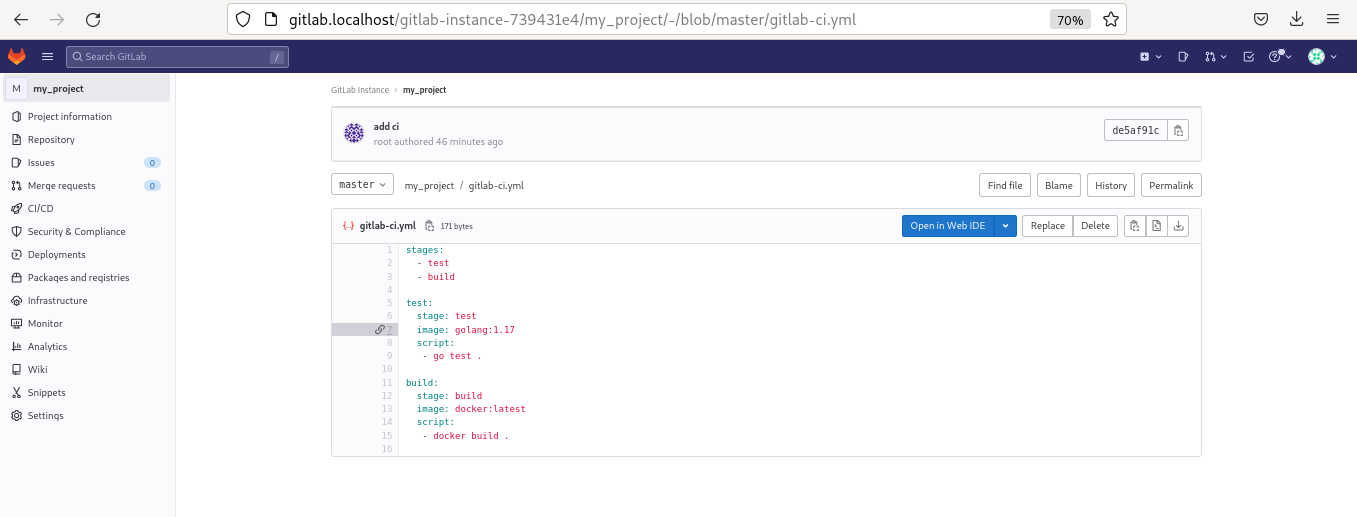 gitlab.localhost/gitlab-instance-739431e4/my_project/-/blob/master/gitlab-ci.yml
70%
Search GitLab
/
M my_project
Project information
Repository
Issues 0
Merge requests 0
CI/CD
Security & Compliance
Deployments
Packages and registries
Infrastructure
Monitor
Analytics
Wiki
Snippets
Settings
GitLab Instance › my_project
add ci
root authored 46 minutes ago
de5af91c
master my_project / gitlab-ci.yml
Find file Blame History Permalink
gitlab-ci.yml 171 bytes
Open in Web IDE Replace Delete
1 stages:
2 - test
3 - build
4
5 test:
6 stage: test
7 image: golang:1.17
8 script:
9 - go test .
10
11 build:
12 stage: build
13 image: docker:latest
14 script:
15 - docker build .
16